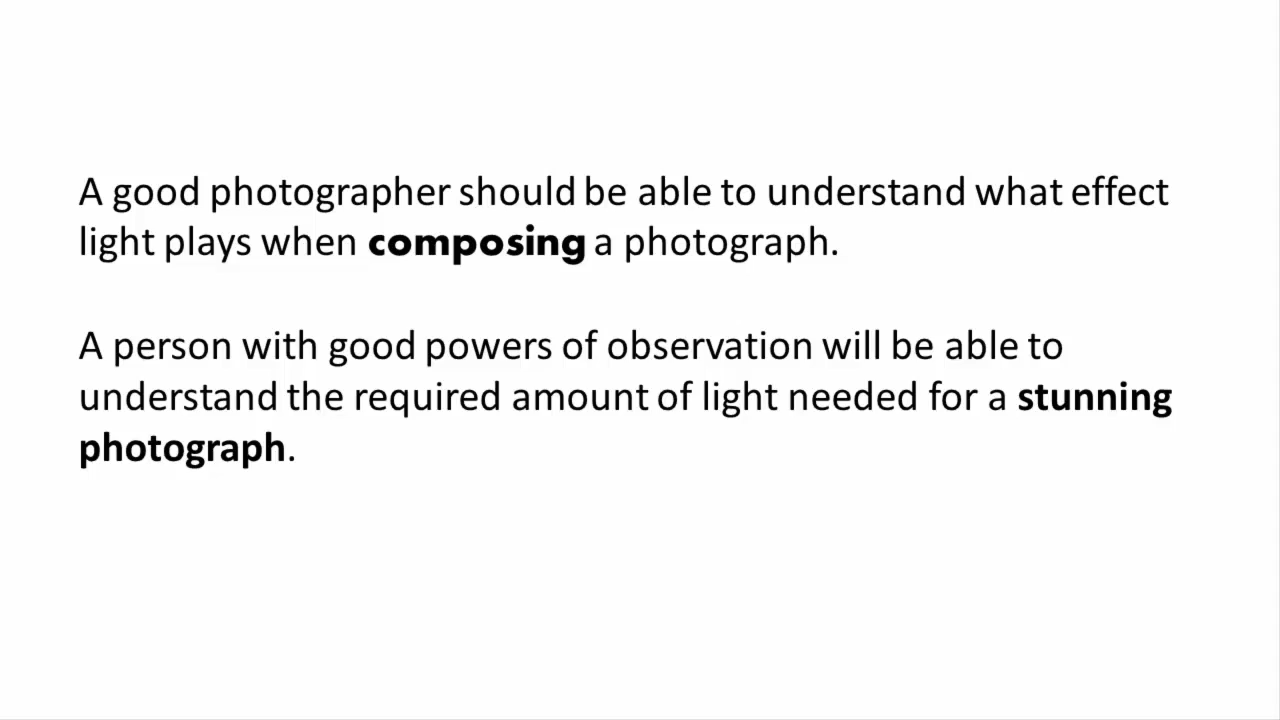 A good photographer should be able to understand what effect
light plays when composing a photograph.
A person with good powers of observation will be able to
understand the required amount of light needed for a stunning
photograph.